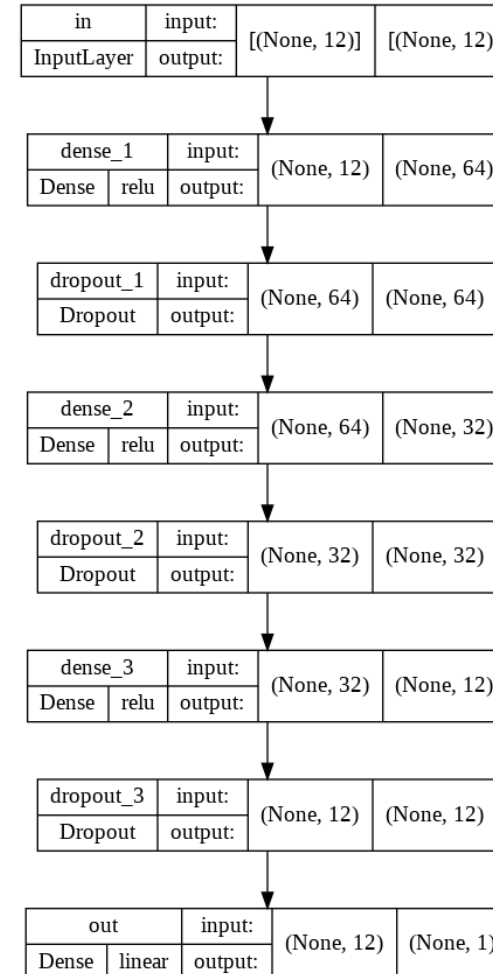 in input: [(None, 12)] [(None, 12)
InputLayer output:
dense_1 input: (None, 12) (None, 64)
Dense relu output:
dropout_1 input: (None, 64) (None, 64)
Dropout output:
dense_2 input: (None, 64) (None, 32)
Dense relu output:
dropout_2 input: (None, 32) (None, 32)
Dropout output:
dense_3 input: (None, 32) (None, 12)
Dense relu output:
dropout_3 input: (None, 12) (None, 12)
Dropout output:
out input: (None, 12) (None, 1)
Dense linear output: